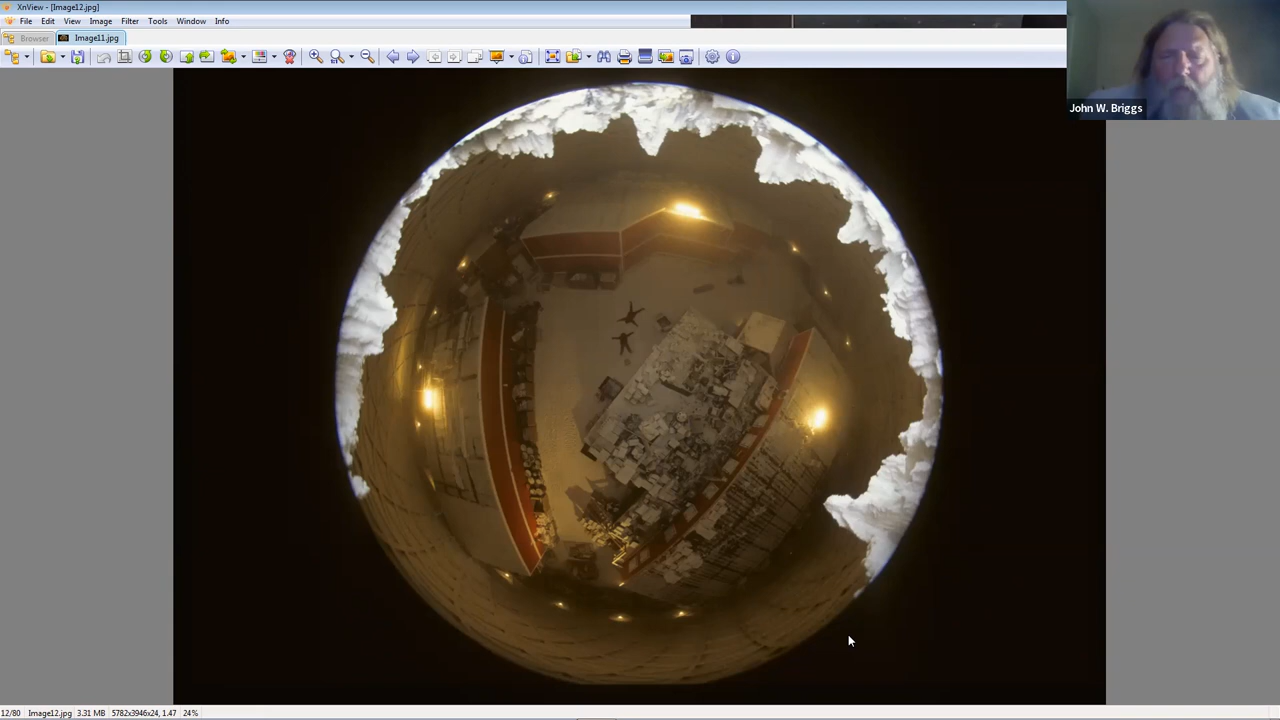 XnView - [Image12.jpg]
File Edit View Image Filter Tools Window Info
Browser Image11.jpg
John W. Briggs
12/80 Image12.jpg 3.31 MB 5782x3946x24, 1.47 24%